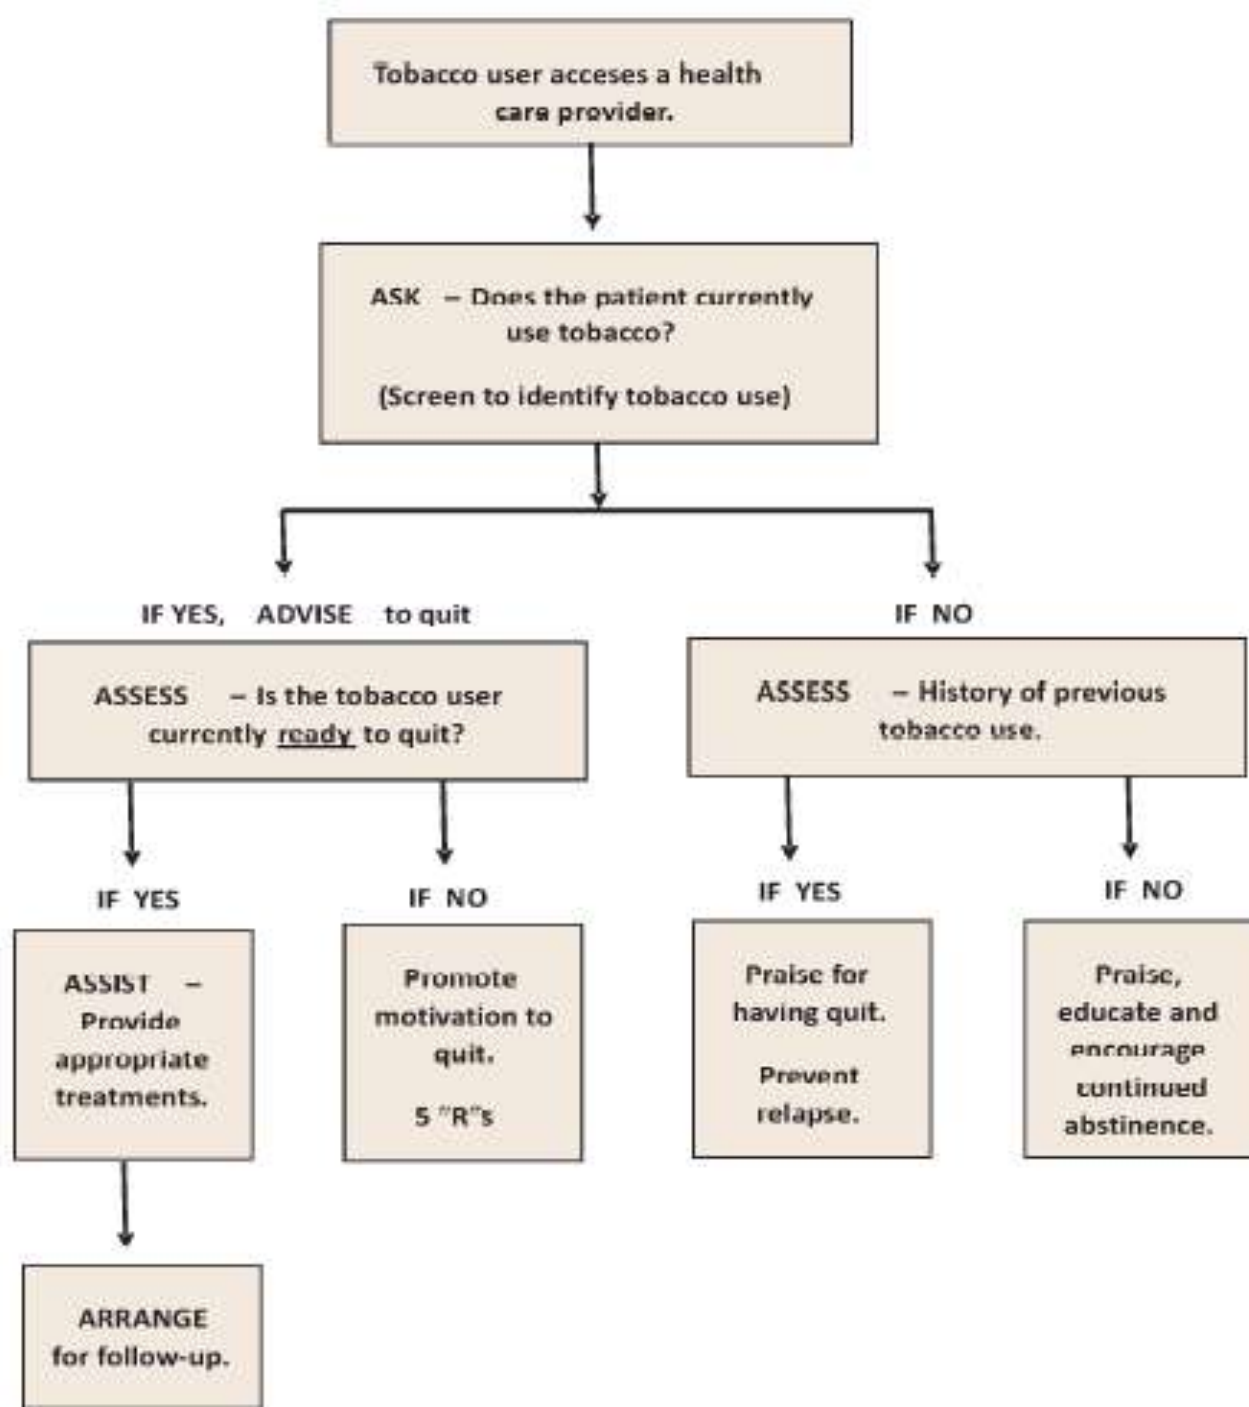 Tobacco user acceses a health
care provider.
ASK – Does the patient currently
use tobacco?
(Screen to identify tobacco use)
IF YES, ADVISE to quit
IF NO
ASSESS – Is the tobacco user
currently ready to quit?
ASSESS – History of previous
tobacco use.
IF YES
IF NO
IF YES
IF NO
ASSIST –
Provide
appropriate
treatments.
Promote
motivation to
quit.
5 "R"s
Praise for
having quit.
Prevent
relapse.
Praise,
educate and
encourage
continued
abstinence.
ARRANGE
for follow-up.